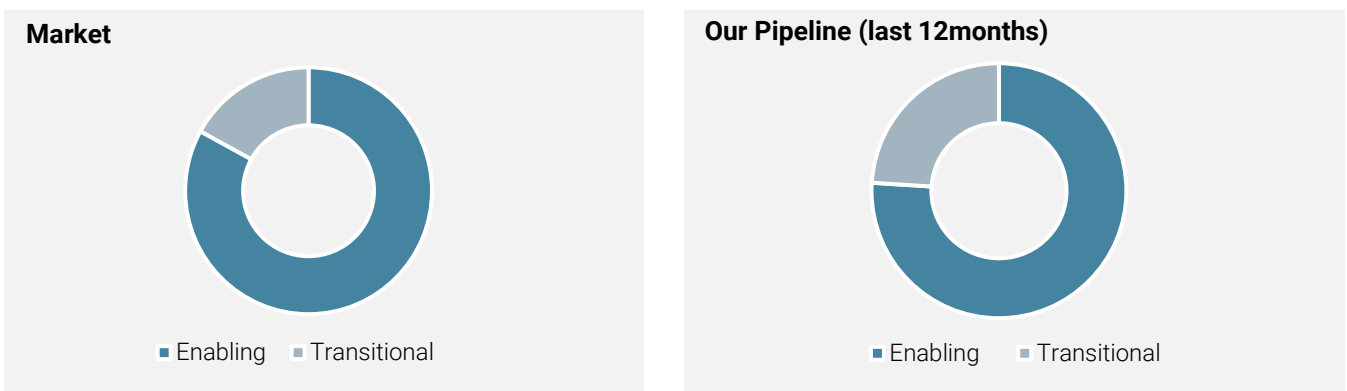 Market
Enabling Transitional
Our Pipeline (last 12months)
Enabling Transitional